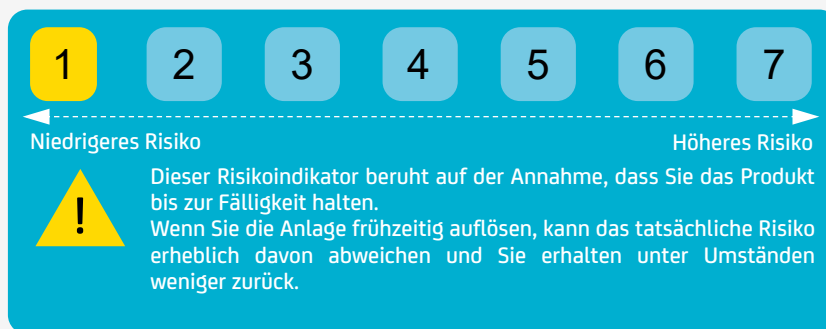 1 2 3 4 5 6 7
Niedrigeres Risiko Höheres Risiko
!
Dieser Risikoindikator beruht auf der Annahme, dass Sie das Produkt
bis zur Fälligkeit halten.
Wenn Sie die Anlage frühzeitig auflösen, kann das tatsächliche Risiko
erheblich davon abweichen und Sie erhalten unter Umständen
weniger zurück.